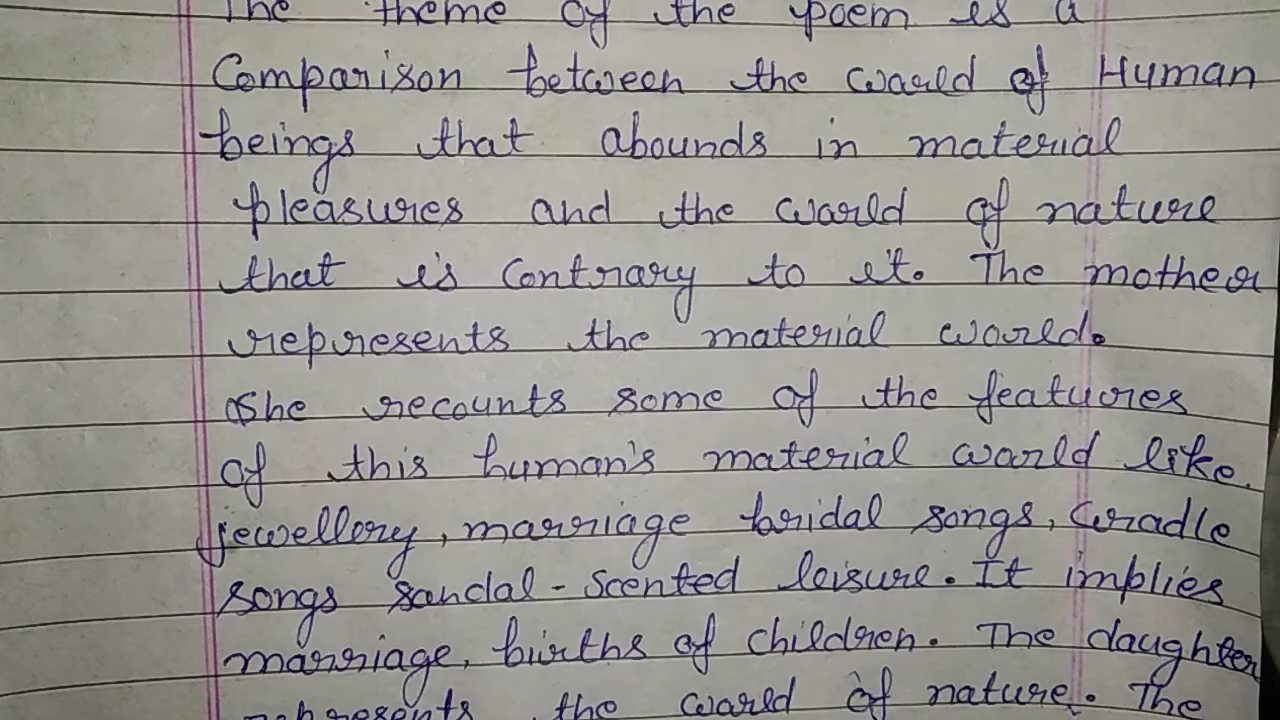 The theme of the poem is a
Comparison between the world of Human
beings that abounds in material
pleasures and the world of nature
that is Contrary to it. The mother
represents the material world.
She recounts some of the features
of this human's material world like
jewellery, marriage bridal songs, Cradle
songs sandal-scented leisure. It implies
marriage, births of children. The daughter
represents the world of nature. The